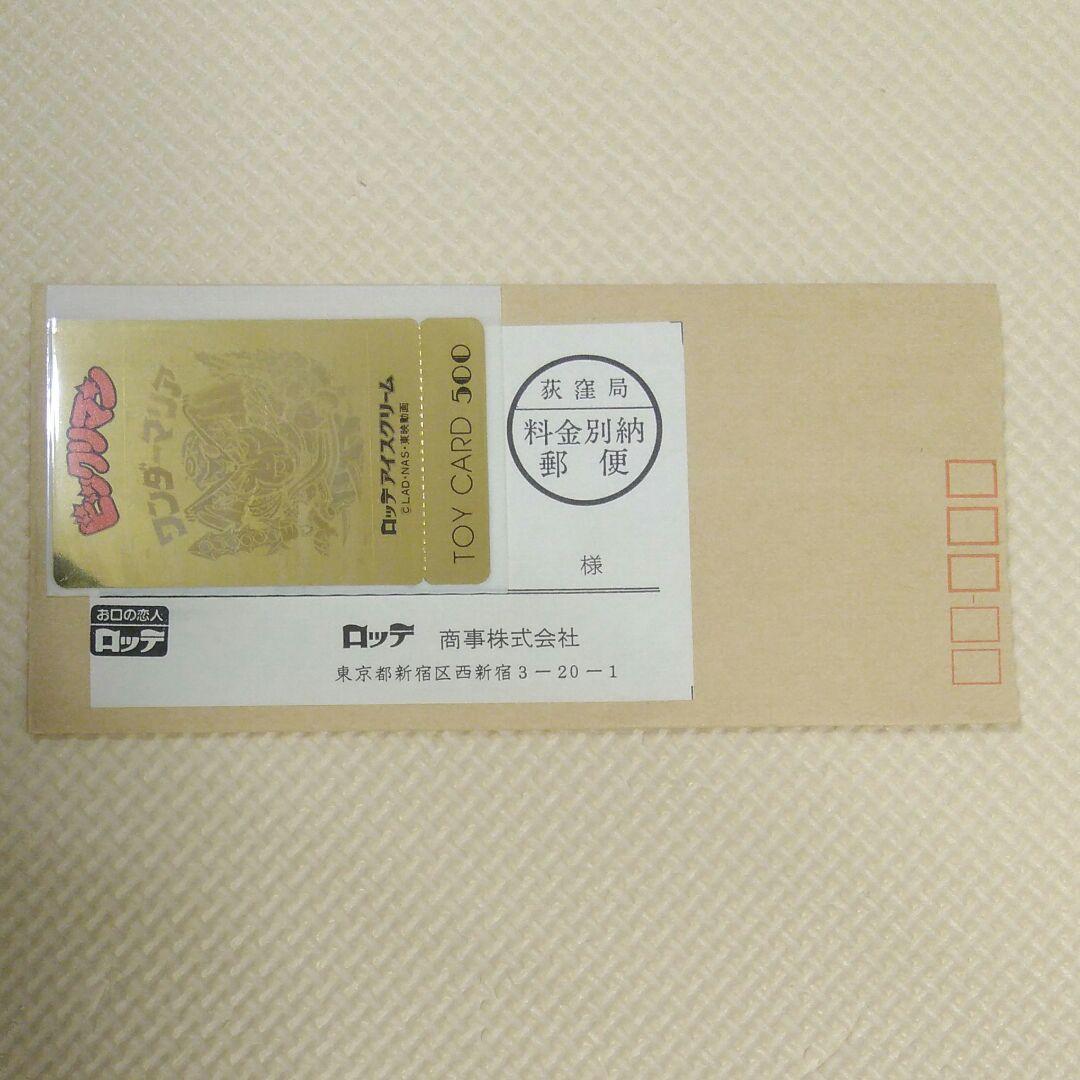 ビックリマン
ワンダーマリア
ロッテアイスクリーム
©LAD・NAS・東映動画
TOY CARD 500
荻窪局
料金別納
郵便
様
お口の恋人
ロッテ
ロッテ 商事株式会社
東京都新宿区西新宿3－20－1